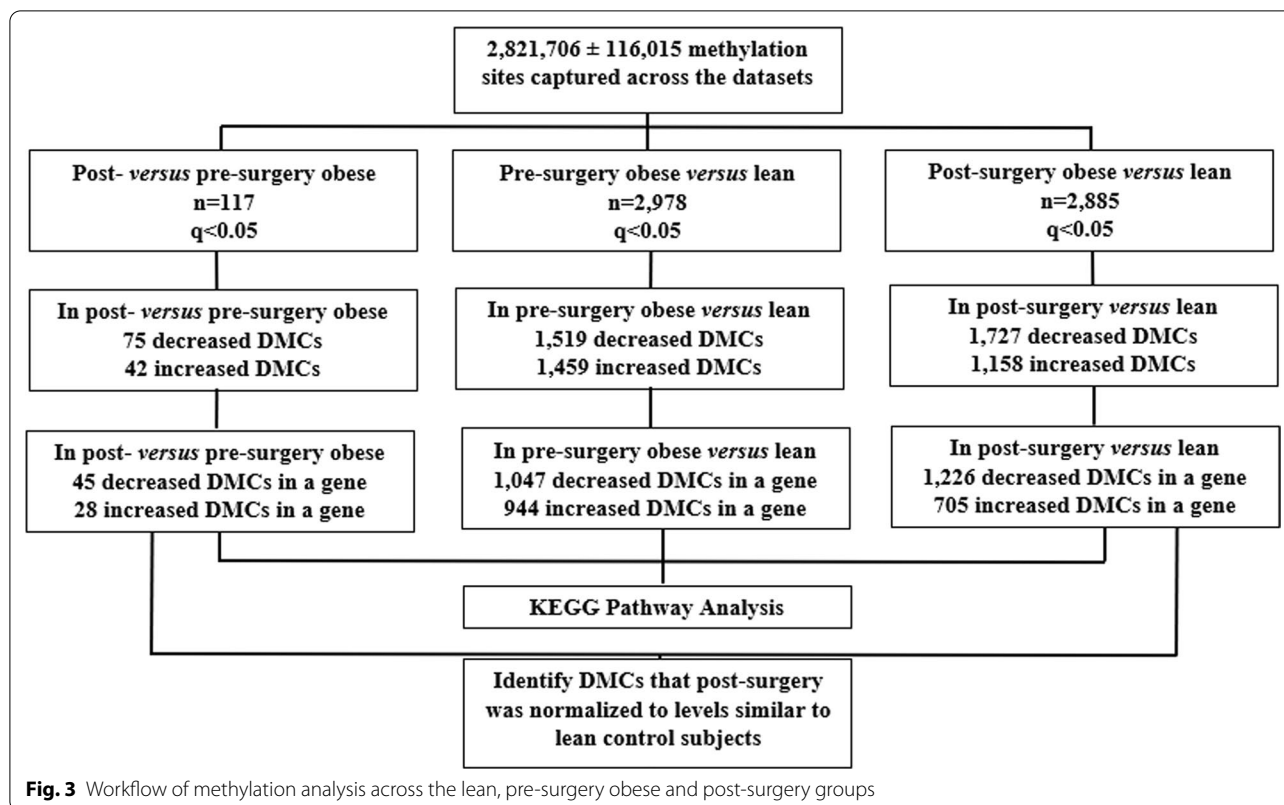 2,821,706 ± 116,015 methylation
sites captured across the datasets
Post- versus pre-surgery obese
n=117
q<0.05
Pre-surgery obese versus lean
n=2,978
q<0.05
Post-surgery obese versus lean
n=2,885
q<0.05
In post- versus pre-surgery obese
75 decreased DMCs
42 increased DMCs
In pre-surgery obese versus lean
1,519 decreased DMCs
1,459 increased DMCs
In post-surgery versus lean
1,727 decreased DMCs
1,158 increased DMCs
In post- versus pre-surgery obese
45 decreased DMCs in a gene
28 increased DMCs in a gene
In pre-surgery obese versus lean
1,047 decreased DMCs in a gene
944 increased DMCs in a gene
In post-surgery versus lean
1,226 decreased DMCs in a gene
705 increased DMCs in a gene
KEGG Pathway Analysis
Identify DMCs that post-surgery
was normalized to levels similar to
lean control subjects
Fig. 3 Workflow of methylation analysis across the lean, pre-surgery obese and post-surgery groups